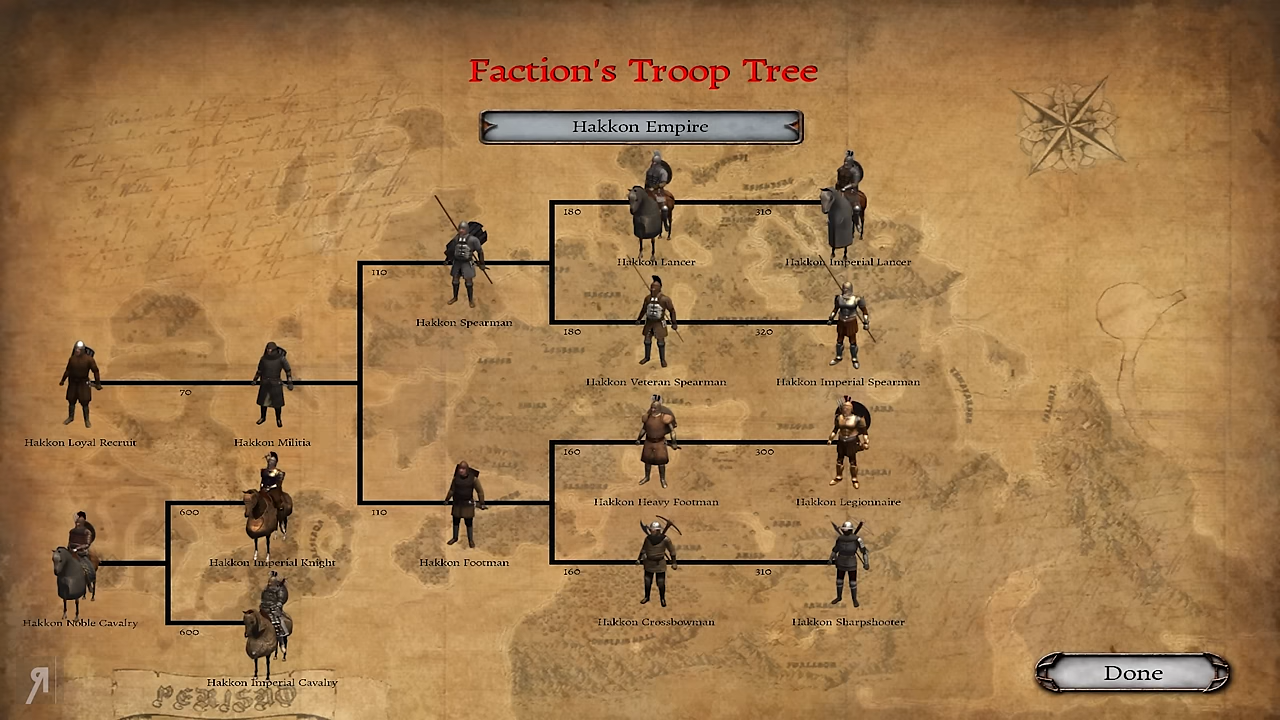 Faction's Troop Tree
Hakkon Empire
180
310
Hakkon Lancer
Hakkon Imperial Lancer
110
Hakkon Spearman
180
320
Hakkon Veteran Spearman
Hakkon Imperial Spearman
70
Hakkon Loyal Recruit
Hakkon Militia
160
300
Hakkon Heavy Footman
Hakkon Legionnaire
600
110
Hakkon Imperial Knight
Hakkon Footman
160
310
Hakkon Noble Cavalry
Hakkon Crossbowman
Hakkon Sharpshooter
600
Hakkon Imperial Cavalry
Done